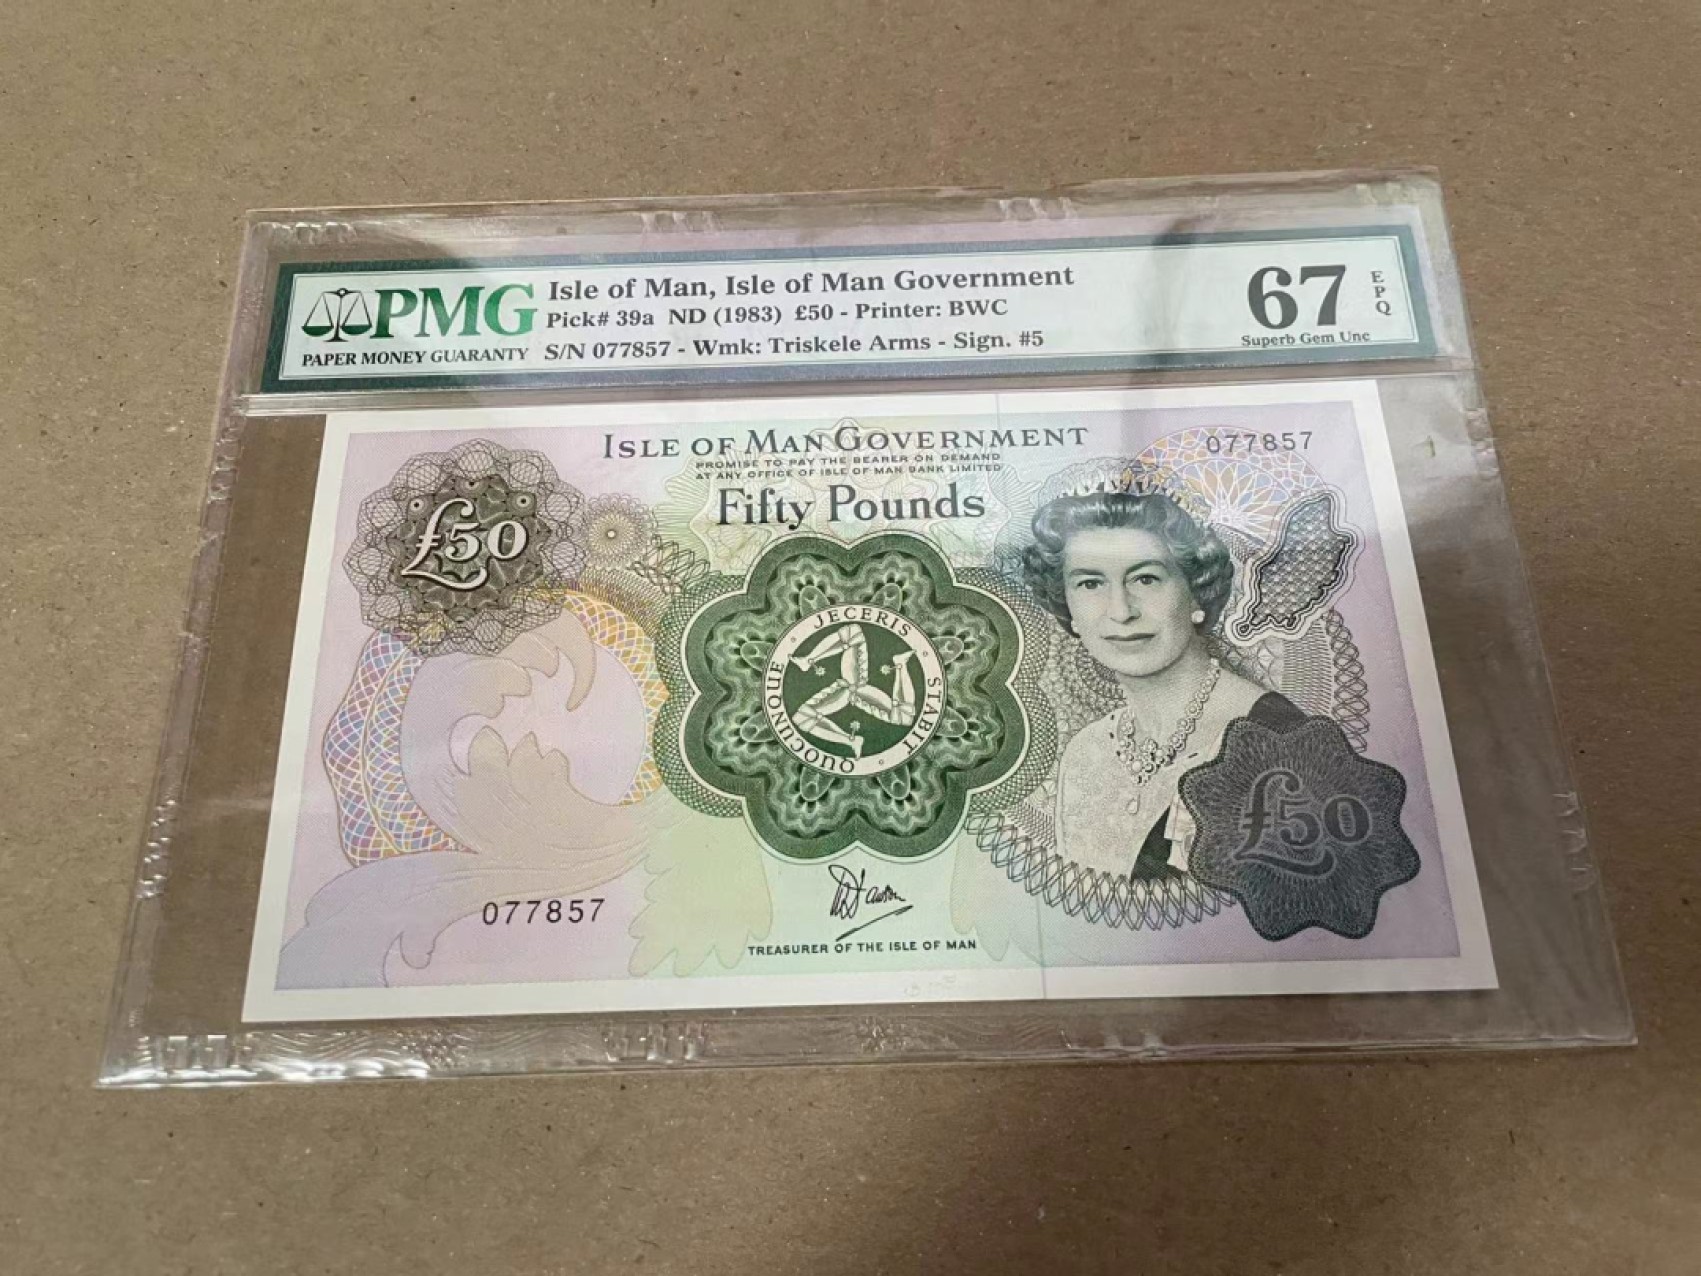 PMG
PAPER MONEY GUARANTY
Isle of Man, Isle of Man Government
Pick# 39a ND (1983) £50 - Printer: BWC
S/N 077857 - Wmk: Triskele Arms - Sign. #5
67
EPQ
Superb Gem Unc
ISLE OF MAN GOVERNMENT
PROMISE TO PAY THE BEARER ON DEMAND
AT ANY OFFICE OF ISLE OF MAN BANK LIMITED
Fifty Pounds
077857
£50
QUOCUNQUE JECERIS STABIT
£50
077857
TREASURER OF THE ISLE OF MAN